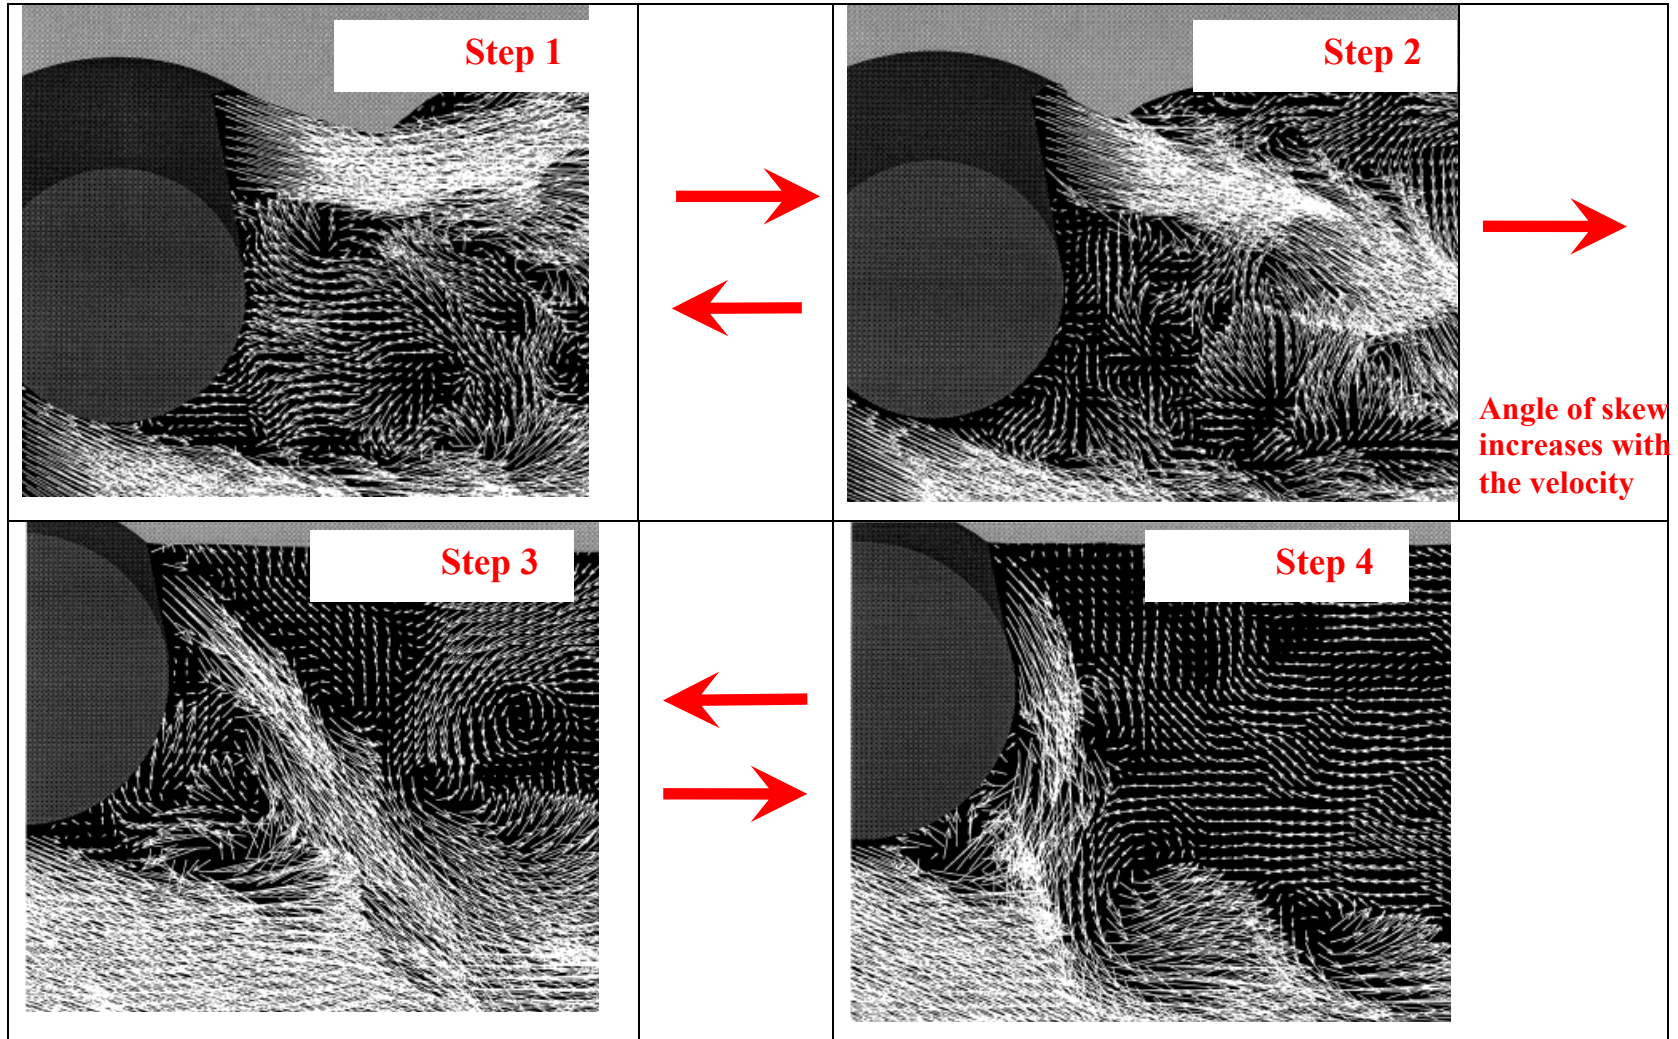 Step 1
Step 2
Angle of skew
increases with
the velocity
Step 3
Step 4